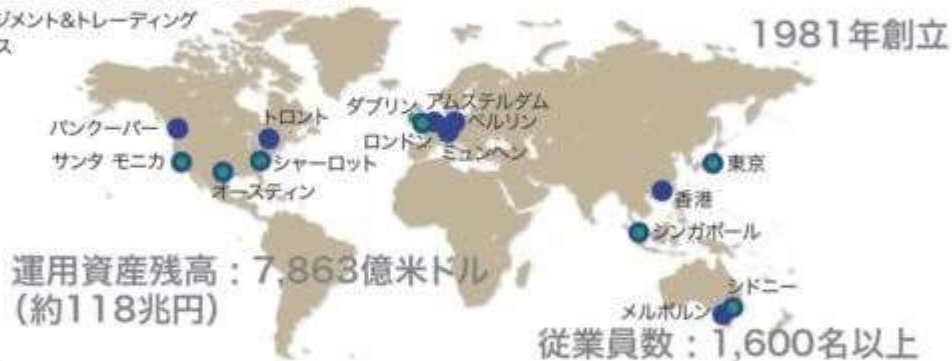 ジメント&トレーディング
ス
1981年創立
ダブリン
アムステルダム
ベルリン
ロンドン
ミュンヘン
バンクーバー
トロント
サンタ モニカ
シャーロット
オースティン
東京
香港
シンガポール
運用資産残高：7,863億米ドル
(約118兆円)
シドニー
メルボルン
従業員数：1,600名以上